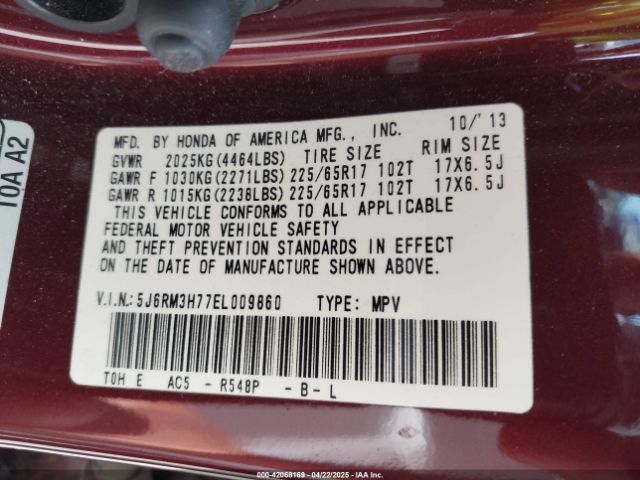 10A A2
MFD. BY HONDA OF AMERICA MFG., INC. 10/'13
GVWR 2025KG(4464LBS) TIRE SIZE RIM SIZE
GAWR F 1030KG(2271LBS) 225/65R17 102T 17X6.5J
GAWR R 1015KG(2238LBS) 225/65R17 102T 17X6.5J
THIS VEHICLE CONFORMS TO ALL APPLICABLE
FEDERAL MOTOR VEHICLE SAFETY
AND THEFT PREVENTION STANDARDS IN EFFECT
ON THE DATE OF MANUFACTURE SHOWN ABOVE.
V.I.N.:5J6RM3H77EL009860 TYPE: MPV
T0H E AC5 - R548P - B - L
000-42068169 - 04/22/2025 - IAAI.COM